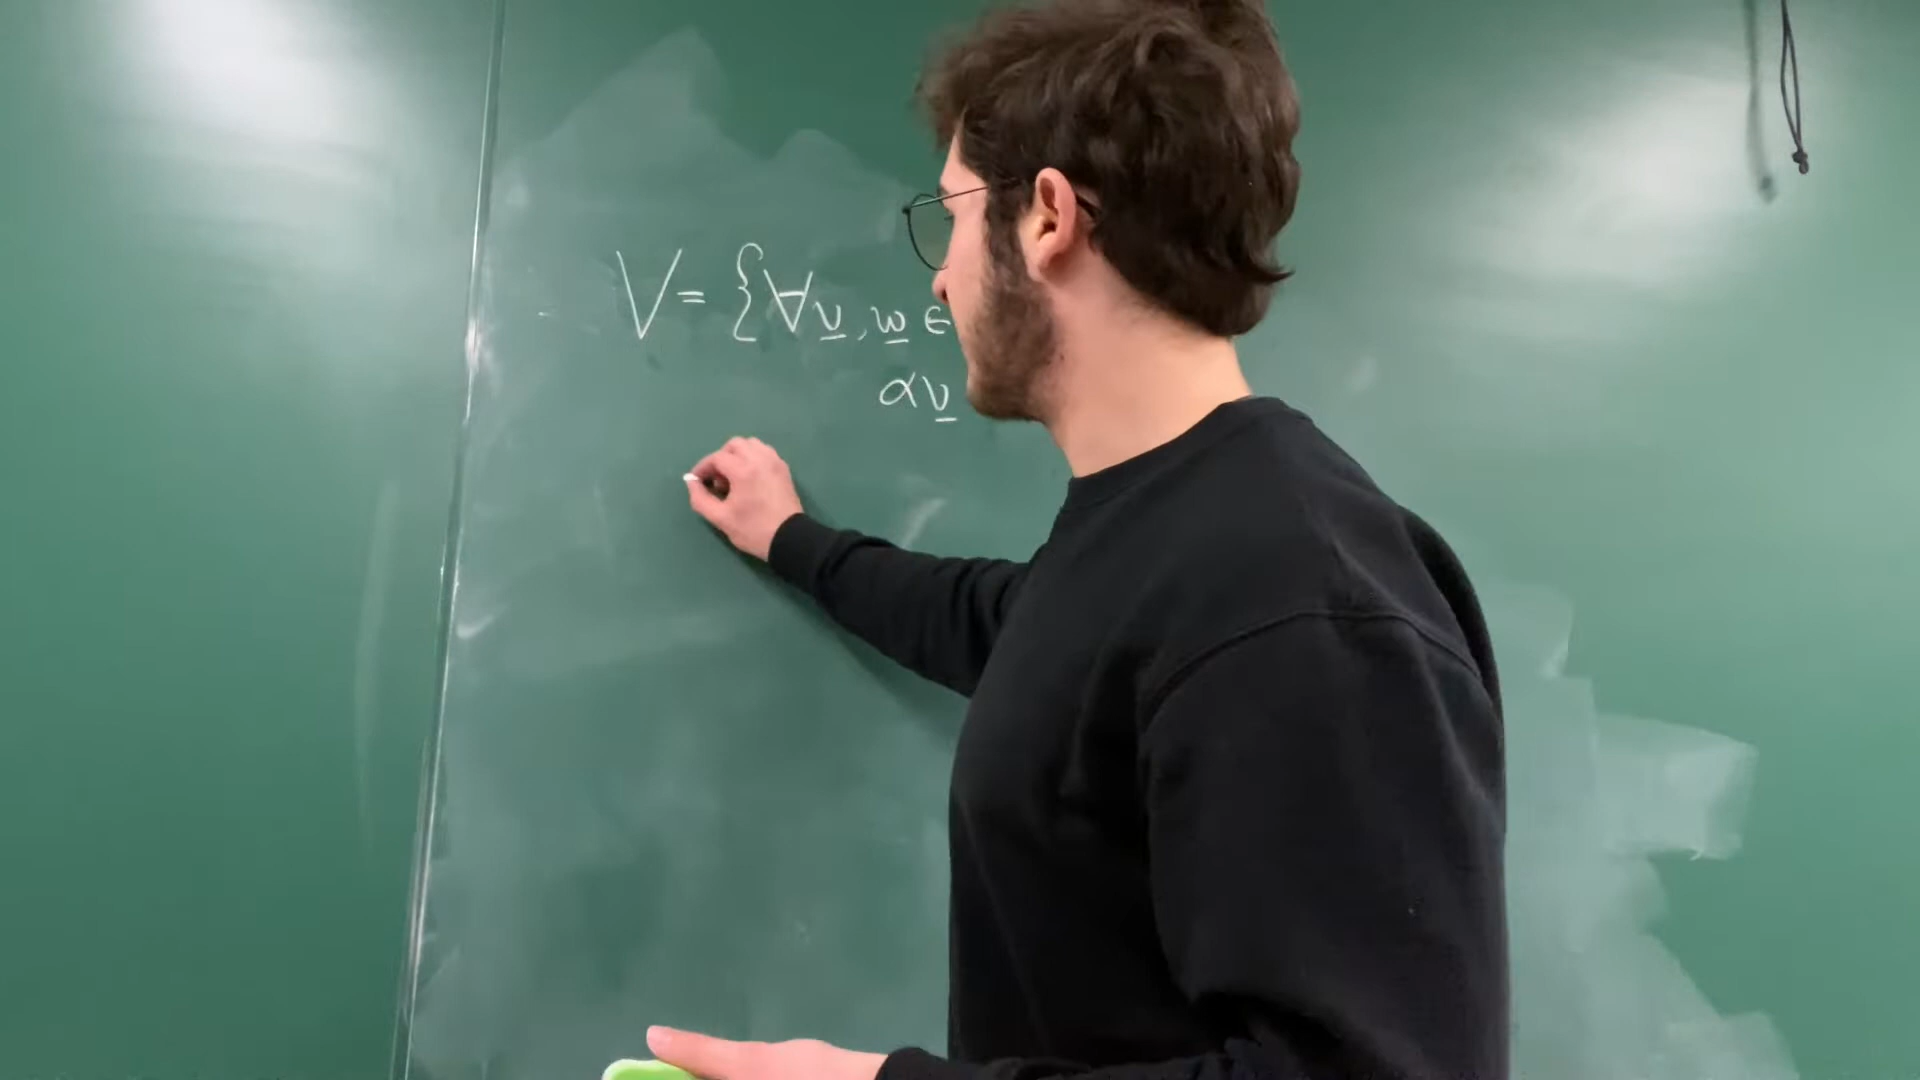 V = {∀v, w ∈
αv